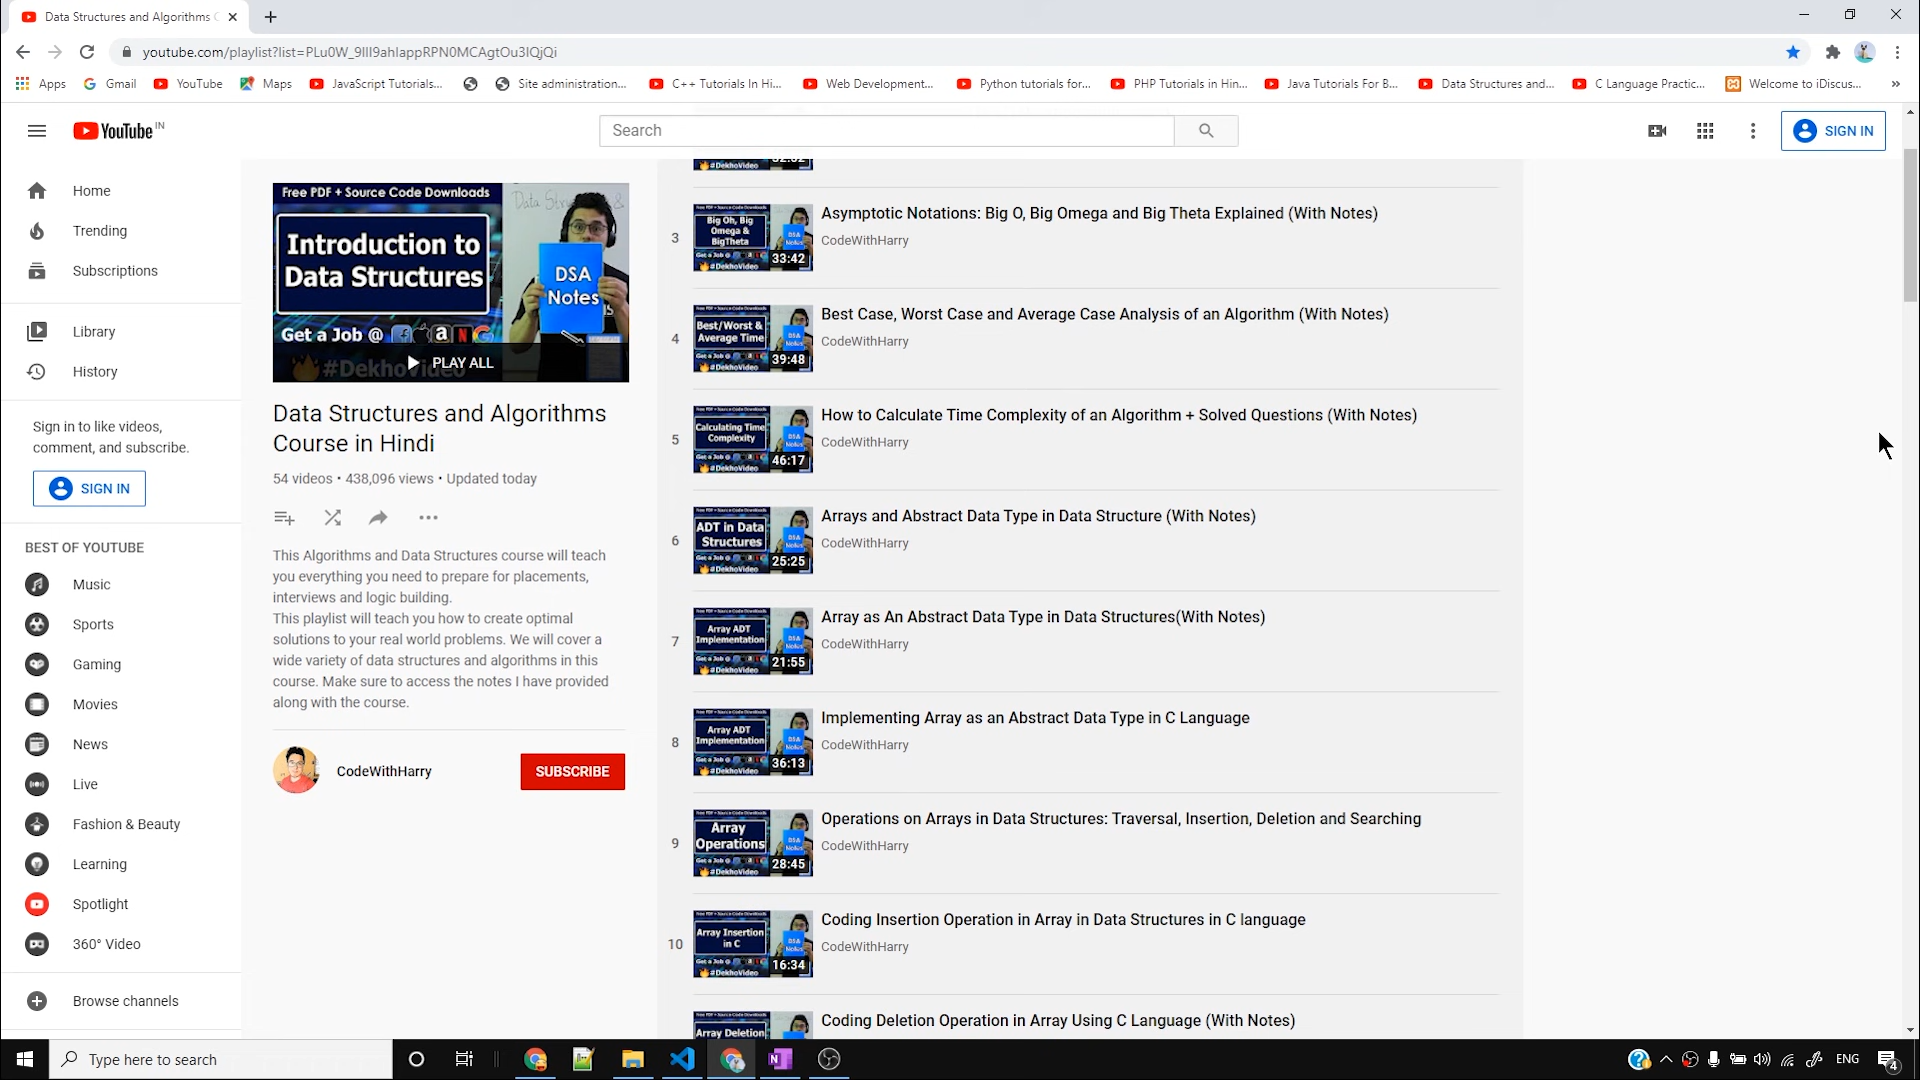 Data Structures and Algorithms C
youtube.com/playlist?list=PLu0W_9lII9ahIappRPN0MCAgtOu3lQjQi
Apps
Gmail
YouTube
Maps
JavaScript Tutorials...
Site administration...
C++ Tutorials In Hi...
Web Development...
Python tutorials for...
PHP Tutorials in Hin...
Java Tutorials For B...
Data Structures and...
C Language Practic...
Welcome to iDiscus...
YouTube IN
Search
SIGN IN
Home
Trending
Subscriptions
Library
History
Sign in to like videos,
comment, and subscribe.
SIGN IN
BEST OF YOUTUBE
Music
Sports
Gaming
Movies
News
Live
Fashion & Beauty
Learning
Spotlight
360° Video
Browse channels
Free PDF + Source Code Downloads
Introduction to
Data Structures
DSA
Notes
Get a Job @
#DekhoVideo
PLAY ALL
Data Structures and Algorithms
Course in Hindi
54 videos • 438,096 views • Updated today
This Algorithms and Data Structures course will teach
you everything you need to prepare for placements,
interviews and logic building.
This playlist will teach you how to create optimal
solutions to your real world problems. We will cover a
wide variety of data structures and algorithms in this
course. Make sure to access the notes I have provided
along with the course.
CodeWithHarry
SUBSCRIBE
#DekhoVideo
3
Big Oh, Big
Omega &
BigTheta
33:42
Asymptotic Notations: Big O, Big Omega and Big Theta Explained (With Notes)
CodeWithHarry
4
Best/Worst &
Average Time
39:48
Best Case, Worst Case and Average Case Analysis of an Algorithm (With Notes)
CodeWithHarry
5
Calculating Time
Complexity
46:17
How to Calculate Time Complexity of an Algorithm + Solved Questions (With Notes)
CodeWithHarry
6
ADT in Data
Structures
25:25
Arrays and Abstract Data Type in Data Structure (With Notes)
CodeWithHarry
7
Array ADT
Implementation
21:55
Array as An Abstract Data Type in Data Structures(With Notes)
CodeWithHarry
8
Array ADT
Implementation
36:13
Implementing Array as an Abstract Data Type in C Language
CodeWithHarry
9
Array
Operations
28:45
Operations on Arrays in Data Structures: Traversal, Insertion, Deletion and Searching
CodeWithHarry
10
Array Insertion
in C
16:34
Coding Insertion Operation in Array in Data Structures in C language
CodeWithHarry
Array Deletion
Coding Deletion Operation in Array Using C Language (With Notes)
Type here to search
ENG
4